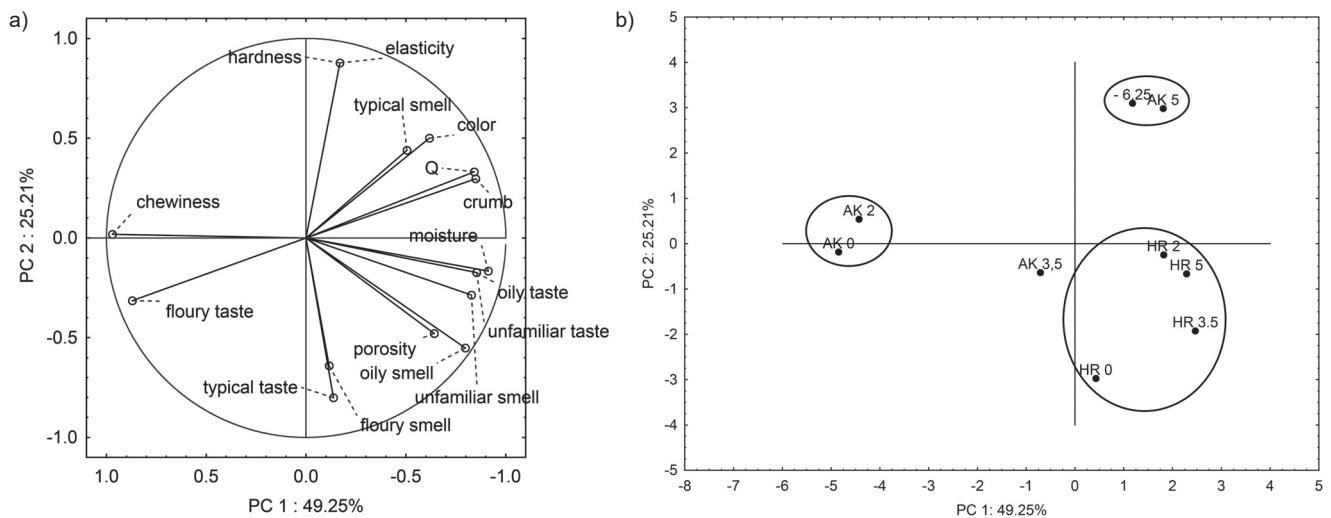 a)
1.0
0.5
0.0
-0.5
-1.0
PC 2 : 25.21%
hardness
elasticity
typical smell
color
Q
crumb
chewiness
moisture
oily taste
floury taste
unfamiliar taste
porosity
oily smell
unfamiliar smell
typical taste
floury smell
1.0 0.5 0.0 -0.5 -1.0
PC 1 : 49.25%
b)
5
4
3
2
1
0
-1
-2
-3
-4
-5
PC 2: 25.21%
- 6,25
AK 5
AK 2
AK 0
AK 3,5
HR 2
HR 5
HR 3.5
HR 0
-8 -7 -6 -5 -4 -3 -2 -1 0 1 2 3 4 5
PC 1: 49.25%